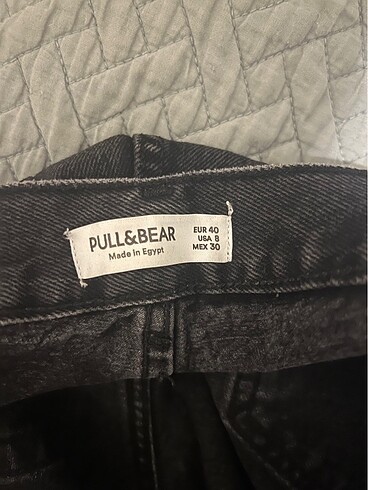 PULL&BEAR
Made in Egypt
EUR 40
USA 8
MEX 30